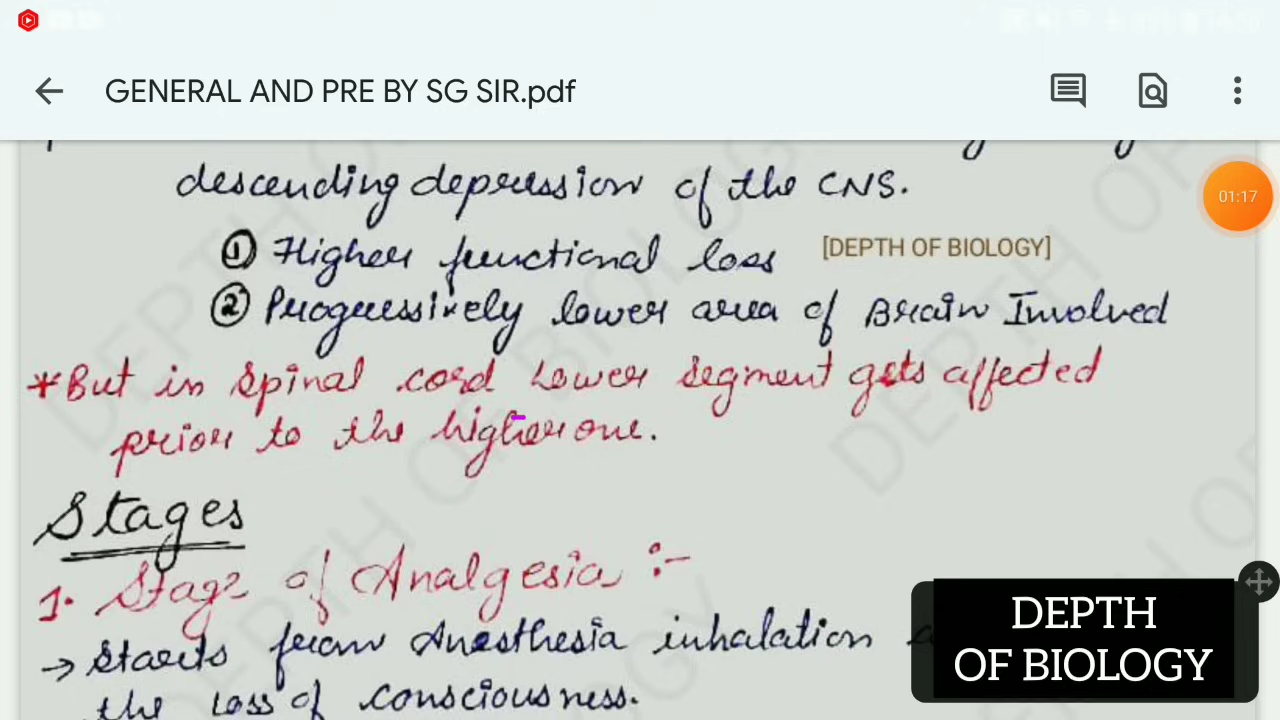 GENERAL AND PRE BY SG SIR.pdf
descending depression of the CNS.
01:17
① Higher functional loss [DEPTH OF BIOLOGY]
② Progressively lower area of Brain Involved
*But in spinal cord Lower segment gets affected
prior to the higher one.
Stages
1. Stage of Analgesia :-
→ Starts from Anesthesia inhalation
the Loss of consciousness.
DEPTH
OF BIOLOGY